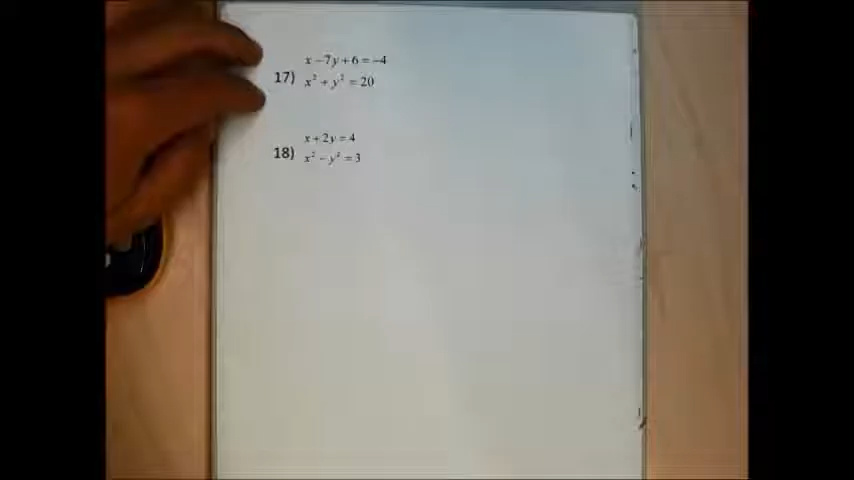 x − 7y + 6 = −4
17) x² + y² = 20
x + 2y = 4
18) x² − y² = 3